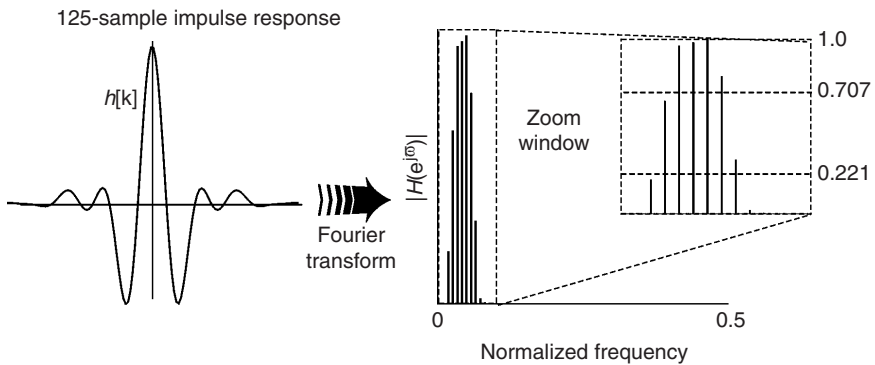 125-sample impulse response
h[k]
Fourier
transform
|H(e^jϖ)|
Zoom
window
1.0
0.707
0.221
0
0.5
Normalized frequency